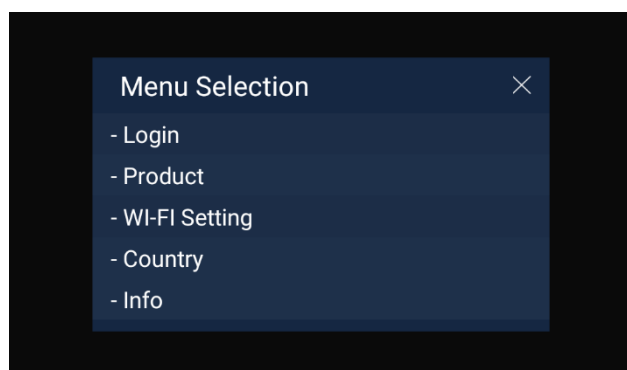 Menu Selection
- Login
- Product
- WI-FI Setting
- Country
- Info